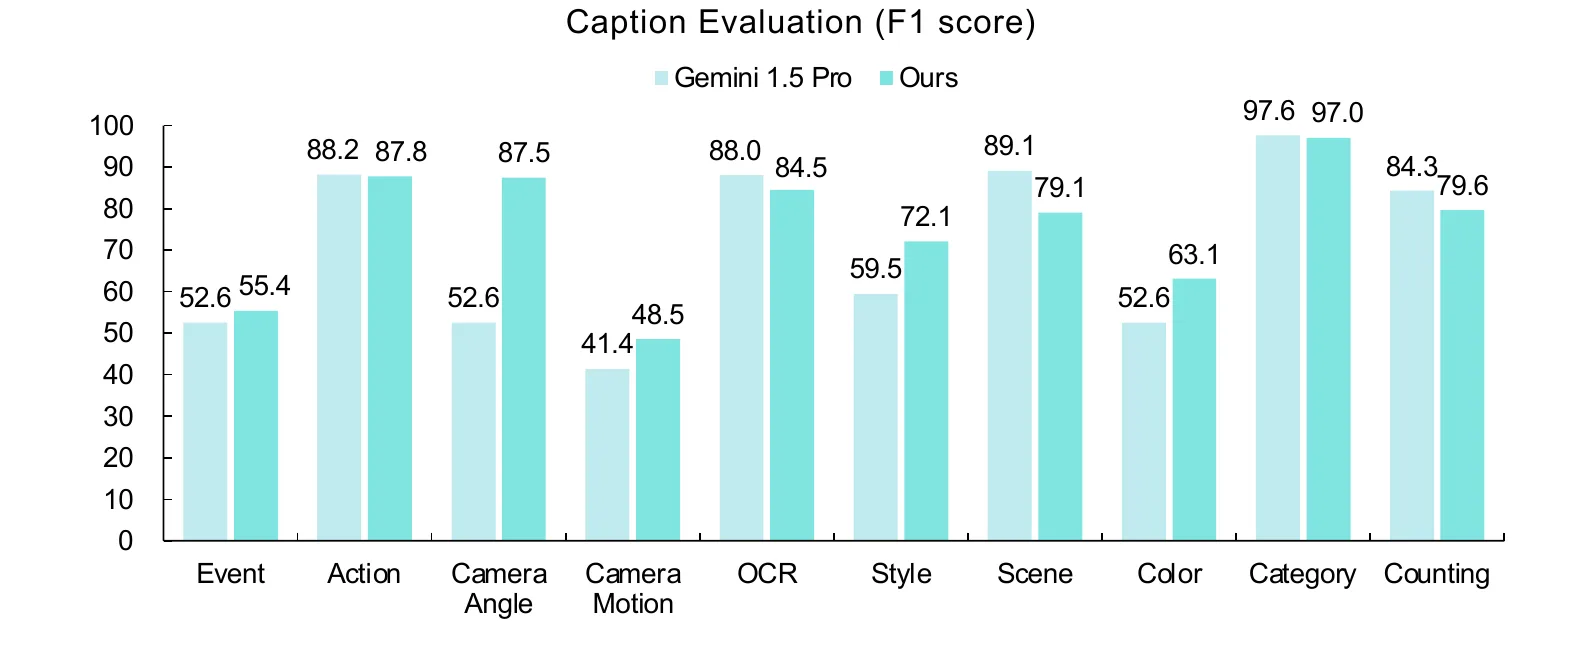 Caption Evaluation (F1 score)
Gemini 1.5 Pro Ours
100
90
80
70
60
50
40
30
20
10
0
52.6 55.4
88.2 87.8
52.6 87.5
41.4 48.5
88.0 84.5
59.5 72.1
89.1 79.1
52.6 63.1
97.6 97.0
84.3 79.6
Event
Action
Camera
Angle
Camera
Motion
OCR
Style
Scene
Color
Category
Counting